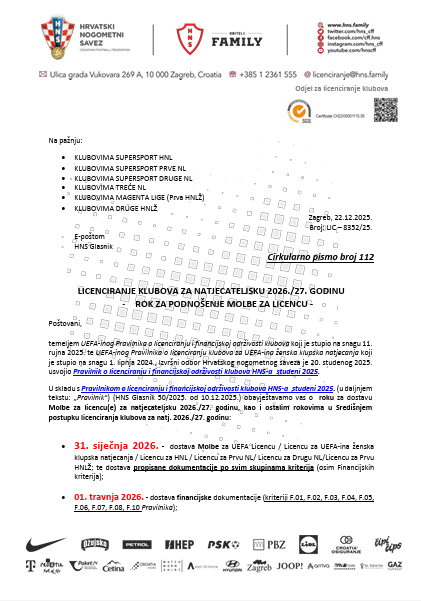 HRVATSKI
NOGOMETNI
SAVEZ
CROATIAN FOOTBALL FEDERATION
HNS
OBITELJ
FAMILY
www.hns.family
twitter.com/hns_cff
facebook.com/cff.hns
instagram.com/hns_cff
youtube.com/hnscff
Ulica grada Vukovara 269 A, 10 000 Zagreb, Croatia +385 1 2361 555 licenciranje@hns.family
Odjel za licenciranje klubova
SGS
Na pažnju:
• KLUBOVIMA SUPERSPORT HNL
• KLUBOVIMA SUPERSPORT PRVE NL
• KLUBOVIMA SUPERSPORT DRUGE NL
• KLUBOVIMA TREĆE NL
• KLUBOVIMA MAGENTA LIGE (Prva HNLŽ)
• KLUBOVIMA DRUGE HNLŽ
Zagreb, 22.12.2025.
Broj: LIC – 8352/25.
- E-poštom
- HNS Glasnik
Cirkularno pismo broj 112
LICENCIRANJE KLUBOVA ZA NATJECATELJSKU 2026./27. GODINU
- ROK ZA PODNOŠENJE MOLBE ZA LICENCU -
Poštovani,
temeljem UEFA-inog Pravilnika o licenciranju i financijskoj održivosti klubova koji je stupio na snagu 11.
rujna 2025. te UEFA-inog Pravilnika o licenciranju klubova za UEFA-ina ženska klupska natjecanja koji
je stupio na snagu 1. lipnja 2024., Izvršni odbor Hrvatskog nogometnog saveza je 20. studenog 2025.
usvojio Pravilnik o licenciranju i financijskoj održivosti klubova HNS-a studeni 2025.
U skladu s Pravilnikom o licenciranju i financijskoj održivosti klubova HNS-a studeni 2025. (u daljnjem
tekstu: „Pravilnik“) (HNS Glasnik 50/2025. od 10.12.2025.) obavještavamo vas o roku za dostavu
Molbe za licencu(e) za natjecateljsku 2026./27. godinu, kao i ostalim rokovima u Središnjem
postupku licenciranja klubova za natj. 2026./27. godinu:
• 31. siječnja 2026. - dostava Molbe za UEFA Licencu / Licencu za UEFA-ina ženska
klupska natjecanja / Licencu za HNL / Licencu za Prvu NL/ Licencu za Drugu NL/Licencu za Prvu
HNLŽ; te dostava propisane dokumentacije po svim skupinama kriterija (osim Financijskih
kriterija);
• 01. travnja 2026. - dostava financijske dokumentacije (kriteriji F.01, F.02, F.03, F.04, F.05,
F.06, F.07, F.08, F.10 Pravilnika);
Ožujsko
PETROL
HEP
PSK
PBZ
LIDL
CROATIA
OSIGURANJE
čipi
čips
Cetina
CROATIA
HYUNDAI
Zagreb
JOOP!
arriva
GAZ